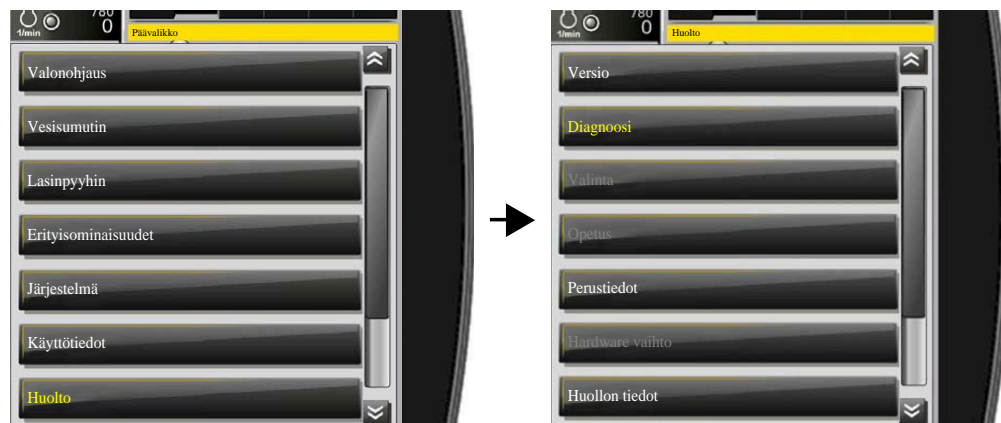 780
1/min
0
Päävalikko
Valonohjaus
Vesisumutin
Lasinpyyhin
Erityisominaisuudet
Järjestelmä
Käyttötiedot
Huolto
780
1/min
0
Huolto
Versio
Diagnoosi
Valinta
Opetus
Perustiedot
Hardware vaihto
Huollon tiedot